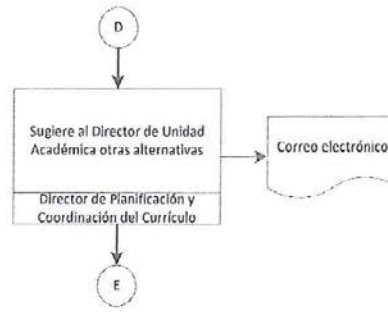 D
Sugiere al Director de Unidad
Académica otras alternativas
Correo electrónico
Director de Planificación y
Coordinación del Currículo
E